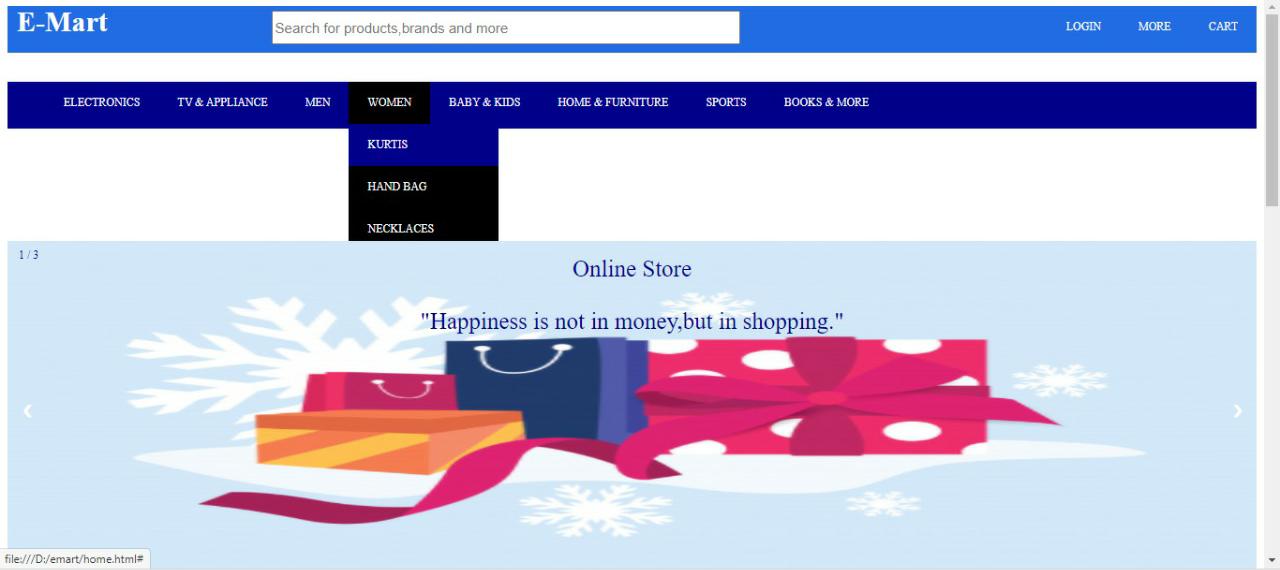 E-Mart
Search for products,brands and more
LOGIN MORE CART
ELECTRONICS TV & APPLIANCE MEN WOMEN BABY & KIDS HOME & FURNITURE SPORTS BOOKS & MORE
KURTIS
HAND BAG
NECKLACES
1 / 3
Online Store
"Happiness is not in money,but in shopping."
file:///D:/emart/home.html#